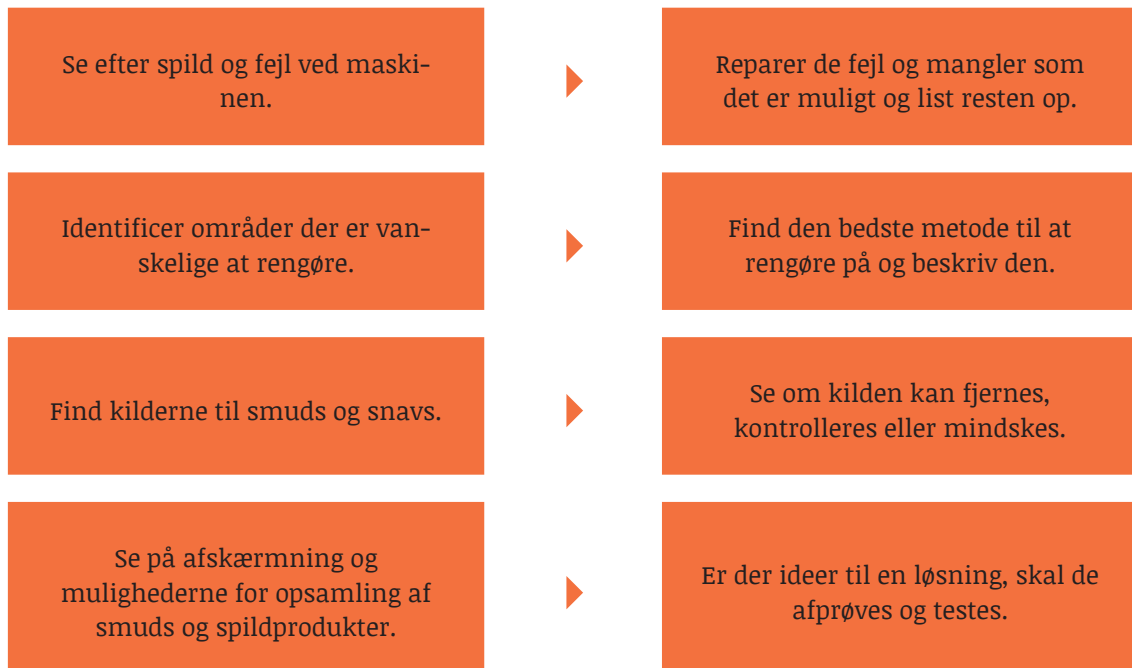 Se efter spild og fejl ved maski-
nen.
Reparer de fejl og mangler som
det er muligt og list resten op.
Identificer områder der er van-
skelige at rengøre.
Find den bedste metode til at
rengøre på og beskriv den.
Find kilderne til smuds og snavs.
Se om kilden kan fjernes,
kontrolleres eller mindskes.
Se på afskærmning og
mulighederne for opsamling af
smuds og spildprodukter.
Er der ideer til en løsning, skal de
afprøves og testes.